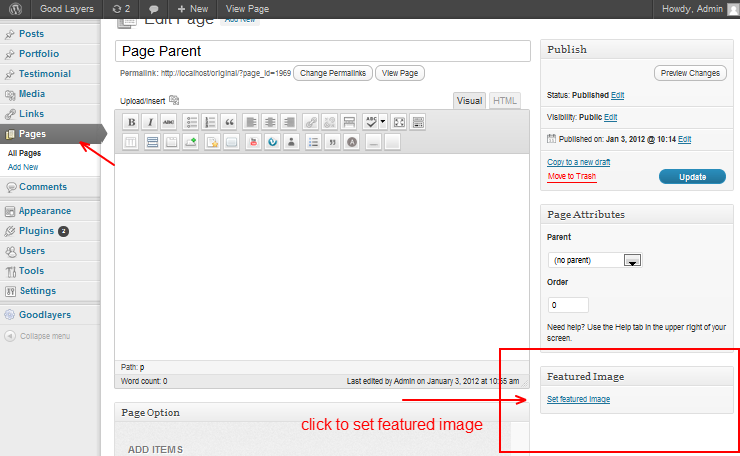 Good Layers 2 New View Page Howdy, Admin
Edit Page Add New
Posts
Portfolio
Testimonial
Media
Links
Pages
All Pages
Add New
Comments
Appearance
Plugins 2
Users
Tools
Settings
Goodlayers
Collapse menu
Page Parent
Permalink: http://localhost/original/?page_id=1969 Change Permalinks View Page
Upload/Insert Visual HTML
B I ABC ABC
Path: p
Word count: 0 Last edited by Admin on January 3, 2012 at 10:55 am
click to set featured image
Page Option
ADD ITEMS
Publish
Preview Changes
Status: Published Edit
Visibility: Public Edit
Published on: Jan 3, 2012 @ 10:14 Edit
Copy to a new draft
Move to Trash Update
Page Attributes
Parent
(no parent)
Order
0
Need help? Use the Help tab in the upper right of your
screen.
Featured Image
Set featured image